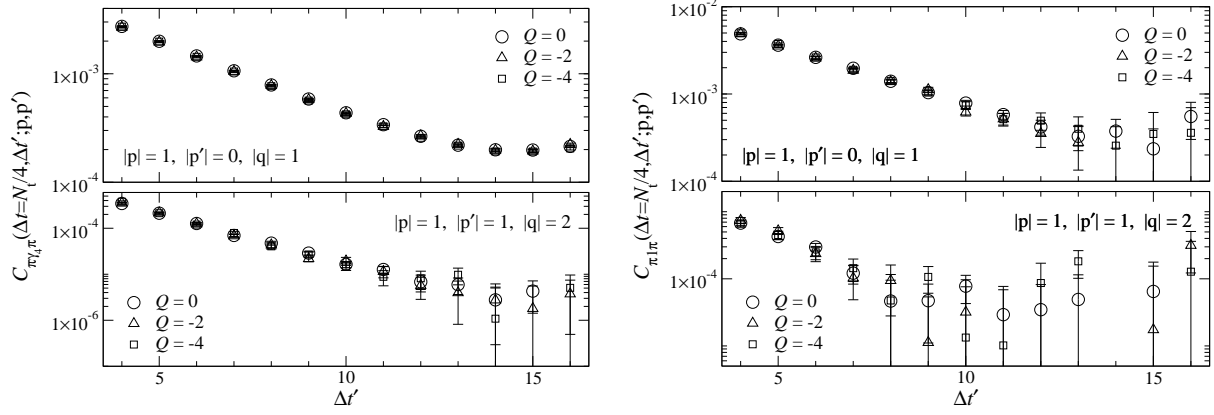 C_{πγ_4π}(Δt=N_t/4,Δt′;p,p′)
1×10^{-3}
1×10^{-4}
Q = 0
Q = -2
Q = -4
|p| = 1, |p′| = 0, |q| = 1
1×10^{-4}
1×10^{-6}
|p| = 1, |p′| = 1, |q| = 2
Q = 0
Q = -2
Q = -4
5 10 15
Δt′
C_{π1π}(Δt=N_t/4,Δt′;p,p′)
1×10^{-2}
1×10^{-3}
1×10^{-4}
Q = 0
Q = -2
Q = -4
|p| = 1, |p′| = 0, |q| = 1
1×10^{-4}
|p| = 1, |p′| = 1, |q| = 2
Q = 0
Q = -2
Q = -4
5 10 15
Δt′